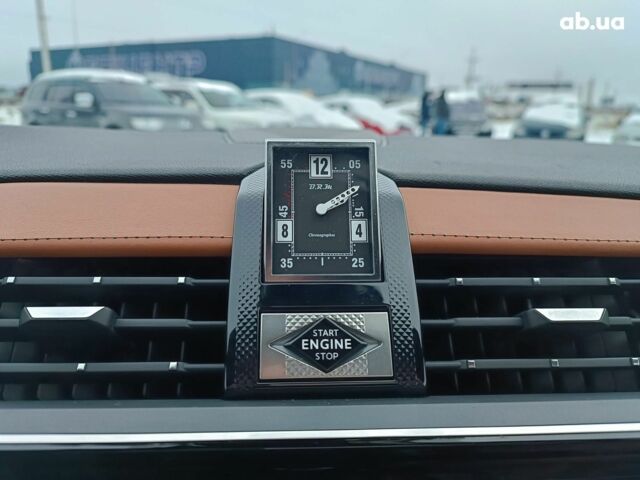 ab.ua
55 12 05
B.R.M
45 15
8 4
Chronographes
35 25
START
ENGINE
STOP